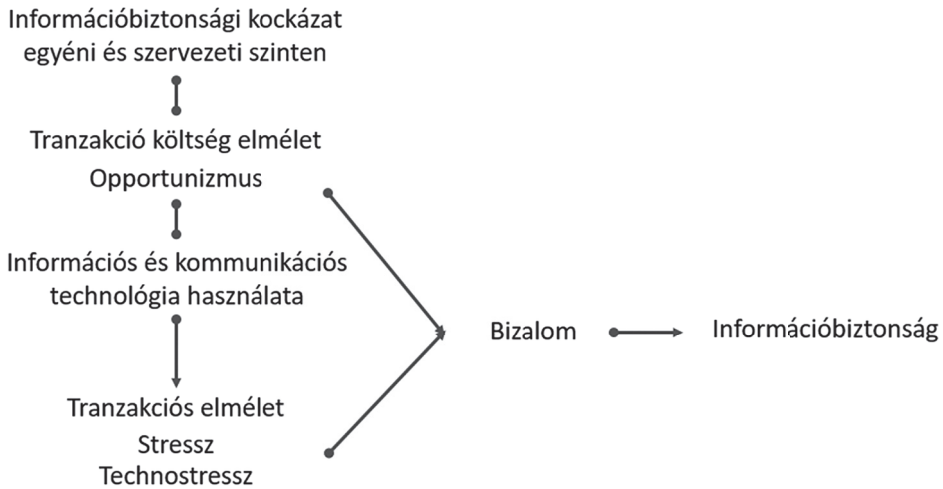 Információbiztonsági kockázat
egyéni és szervezeti szinten
Tranzakció költség elmélet
Opportunizmus
Információs és kommunikációs
technológia használata
Tranzakciós elmélet
Stressz
Technostressz
Bizalom
Információbiztonság